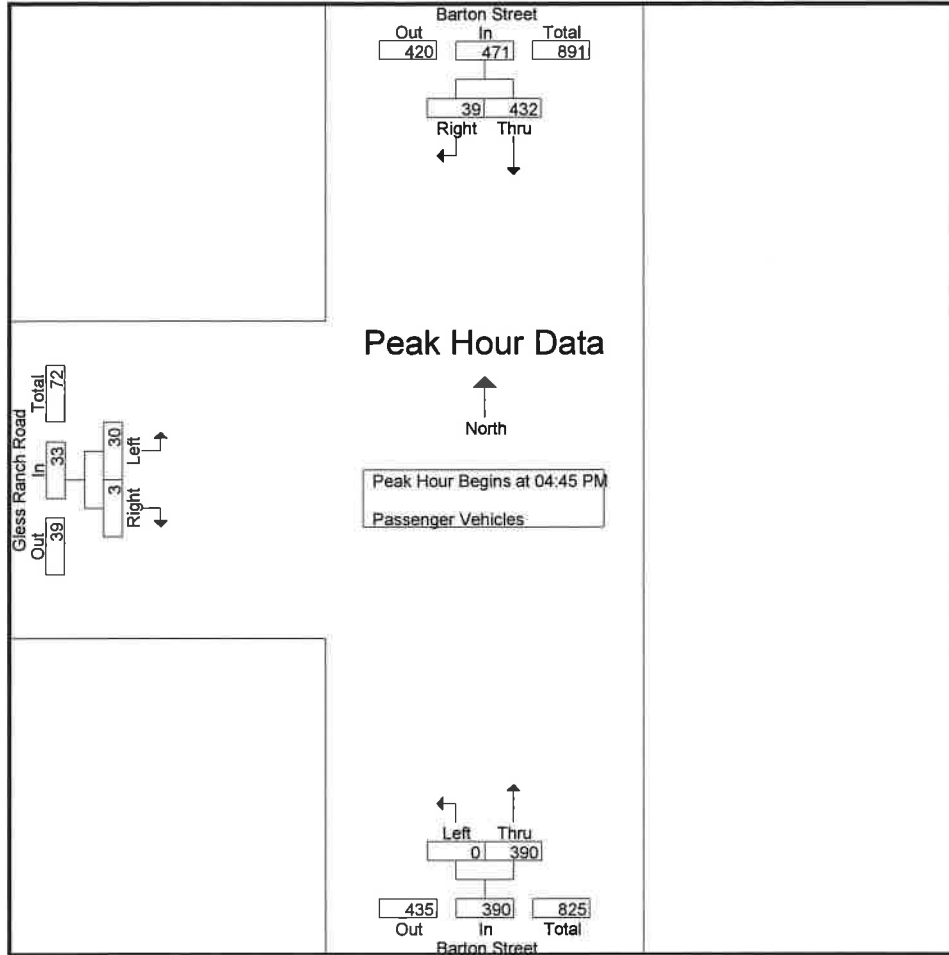 Barton Street
Out In Total
420 471 891
39 432
Right Thru
Peak Hour Data
North
Peak Hour Begins at 04:45 PM
Passenger Vehicles
Gless Ranch Road
Out In Total
39 33 72
3 30
Right Left
Left Thru
0 390
435 390 825
Out In Total
Barton Street